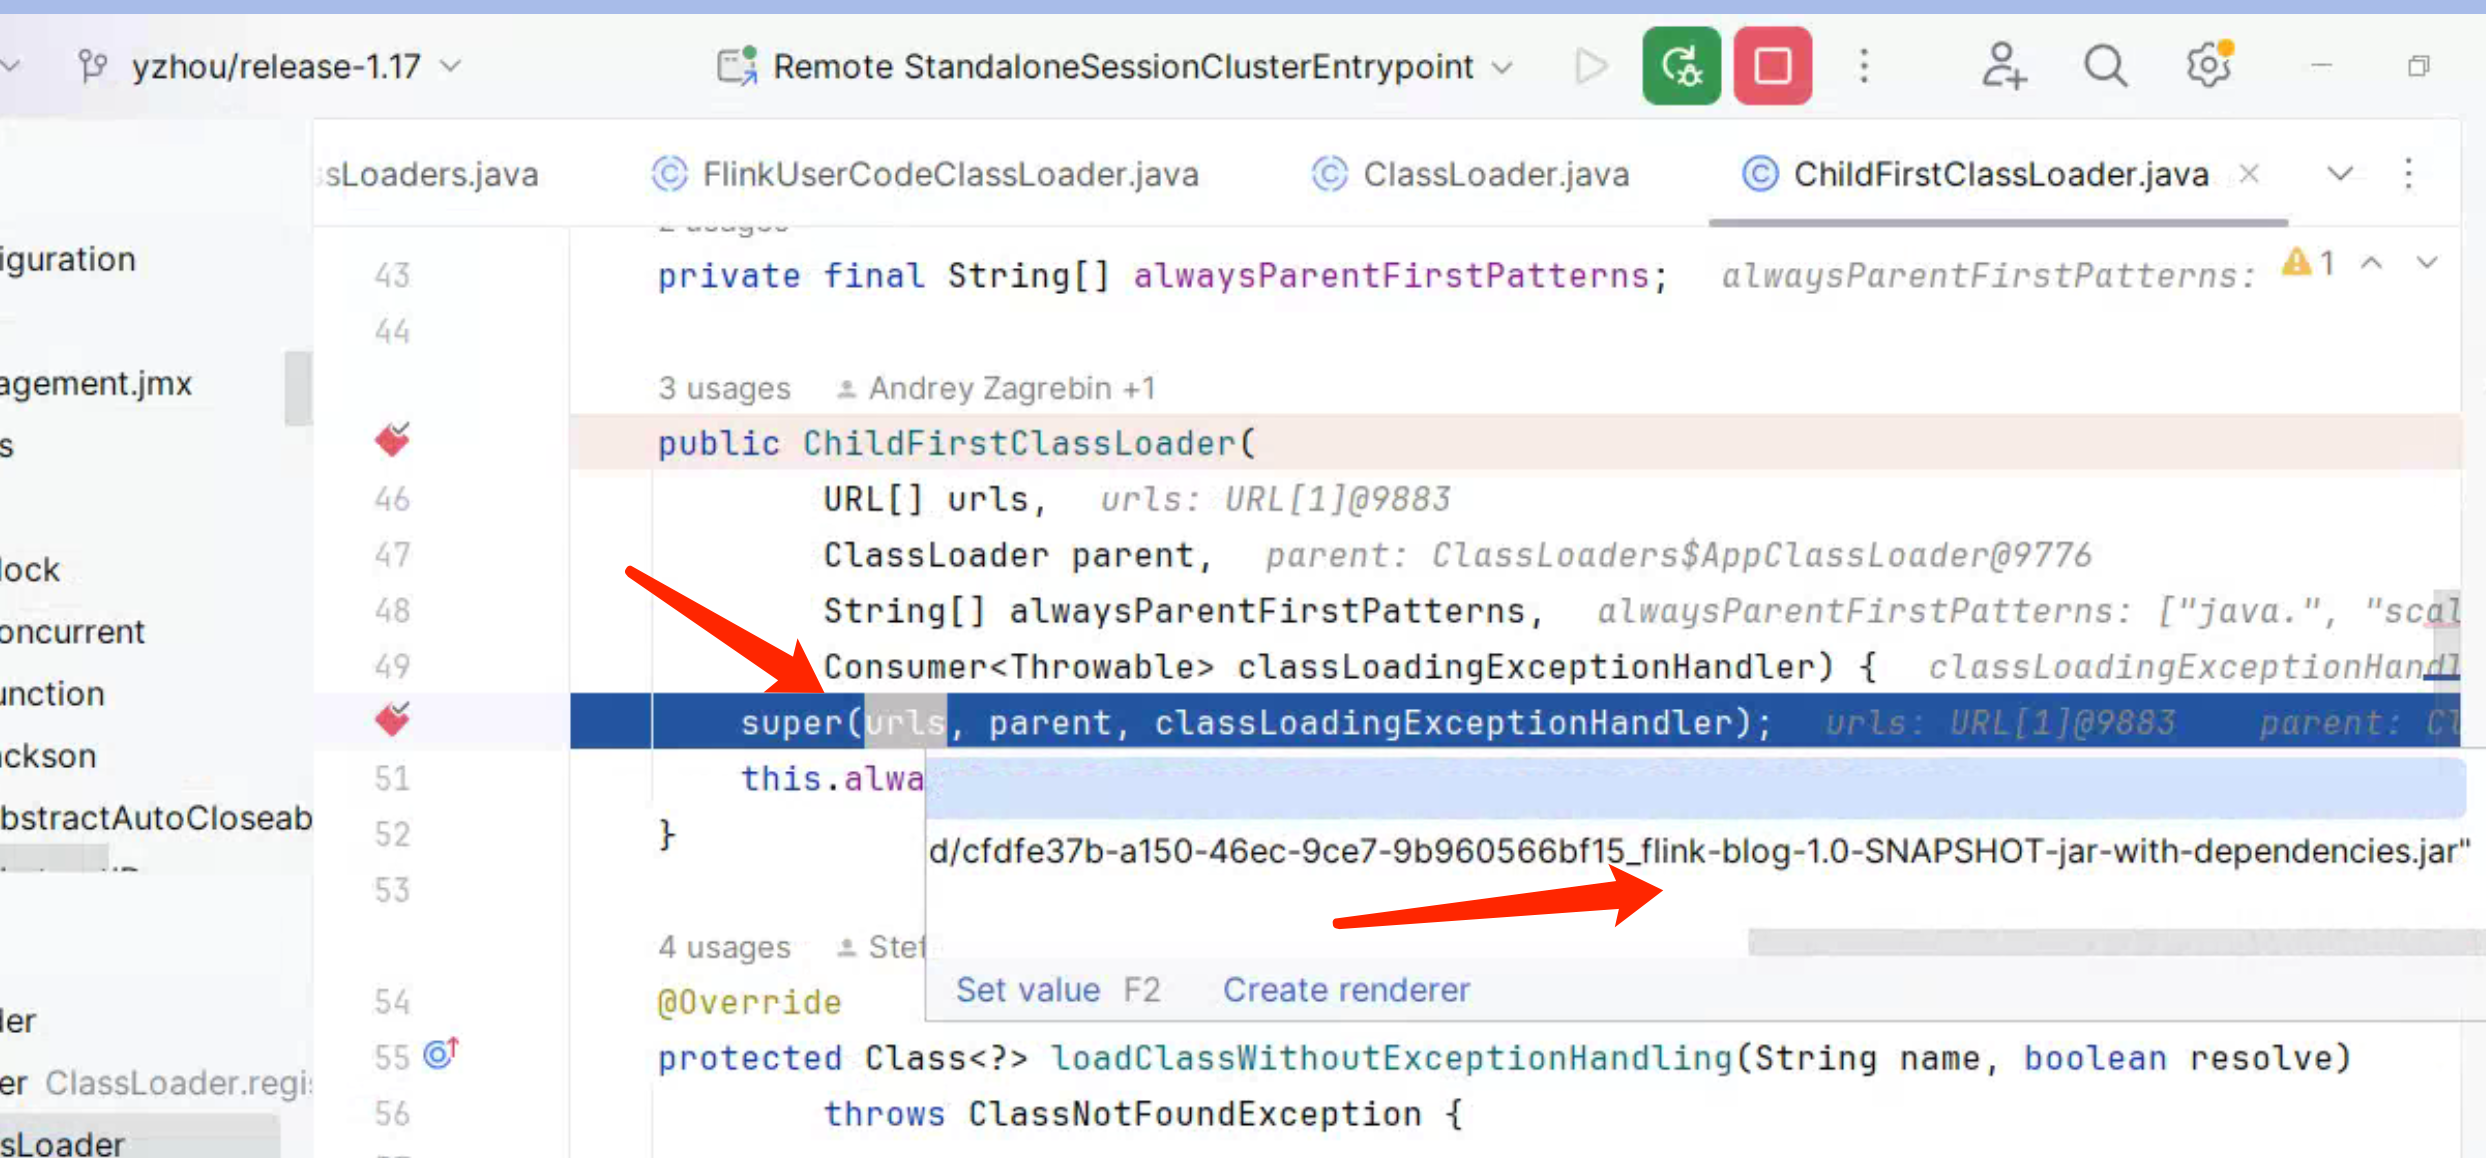 yzhou/release-1.17
Remote StandaloneSessionClusterEntrypoint
sLoaders.java
FlinkUserCodeClassLoader.java
ClassLoader.java
ChildFirstClassLoader.java
iguration
agement.jmx
s
lock
oncurrent
unction
ackson
bstractAutoCloseab
ler
er ClassLoader.regi
sLoader
2 usages
43 private final String[] alwaysParentFirstPatterns; alwaysParentFirstPatterns: 1
44
3 usages Andrey Zagrebin +1
public ChildFirstClassLoader(
46 URL[] urls, urls: URL[1]@9883
47 ClassLoader parent, parent: ClassLoaders$AppClassLoader@9776
48 String[] alwaysParentFirstPatterns, alwaysParentFirstPatterns: ["java.", "scal
49 Consumer<Throwable> classLoadingExceptionHandler) { classLoadingExceptionHandl
super(urls, parent, classLoadingExceptionHandler); urls: URL[1]@9883 parent: Cl
51 this.alwa
52 }
d/cfdfe37b-a150-46ec-9ce7-9b960566bf15_flink-blog-1.0-SNAPSHOT-jar-with-dependencies.jar"
53
4 usages Stef
Set value F2 Create renderer
54 @Override
55 protected Class<?> loadClassWithoutExceptionHandling(String name, boolean resolve)
56 throws ClassNotFoundException {